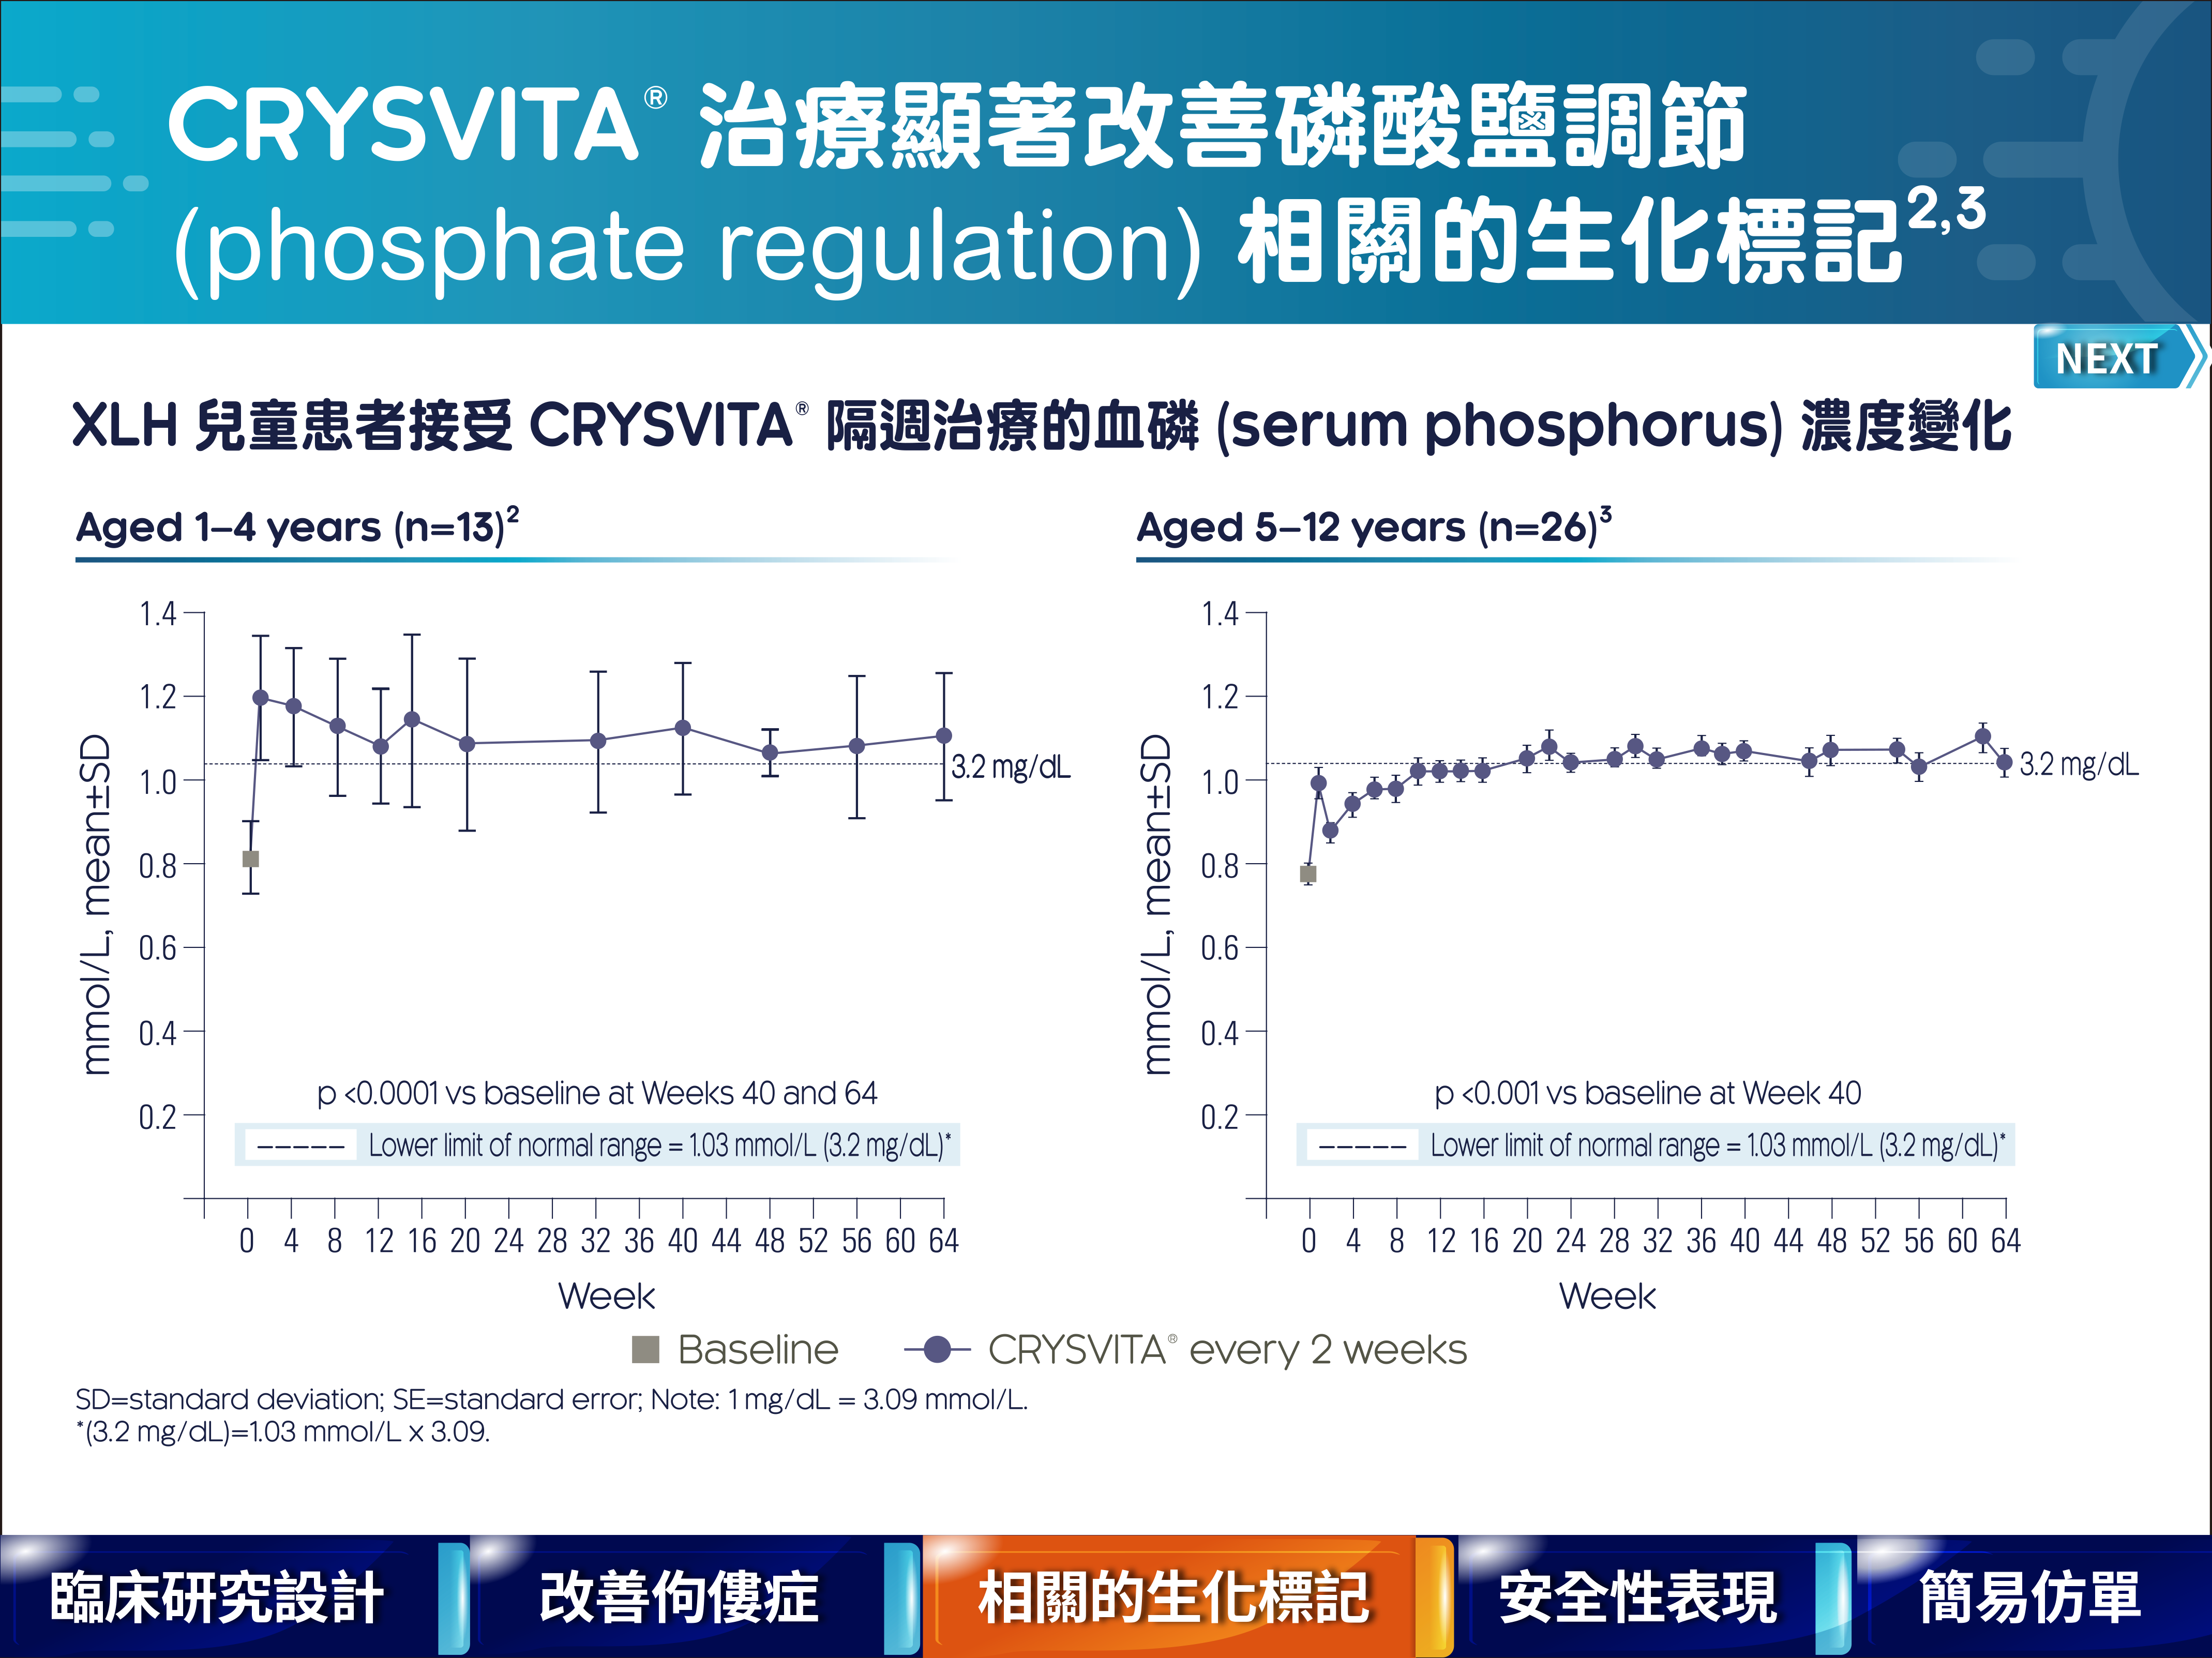 CRYSVITA® 治療顯著改善磷酸鹽調節
(phosphate regulation) 相關的生化標記2,3
NEXT
XLH 兒童患者接受 CRYSVITA® 隔週治療的血磷 (serum phosphorus) 濃度變化
Aged 1–4 years (n=13)2
mmol/L, mean±SD
1.4
1.2
1.0
0.8
0.6
0.4
0.2
3.2 mg/dL
p <0.0001 vs baseline at Weeks 40 and 64
Lower limit of normal range = 1.03 mmol/L (3.2 mg/dL)*
0 4 8 12 16 20 24 28 32 36 40 44 48 52 56 60 64
Week
Aged 5–12 years (n=26)3
mmol/L, mean±SD
1.4
1.2
1.0
0.8
0.6
0.4
0.2
3.2 mg/dL
p <0.001 vs baseline at Week 40
Lower limit of normal range = 1.03 mmol/L (3.2 mg/dL)*
0 4 8 12 16 20 24 28 32 36 40 44 48 52 56 60 64
Week
Baseline CRYSVITA® every 2 weeks
SD=standard deviation; SE=standard error; Note: 1 mg/dL = 3.09 mmol/L.
*(3.2 mg/dL)=1.03 mmol/L x 3.09.
臨床研究設計 改善佝僂症 相關的生化標記 安全性表現 簡易仿單